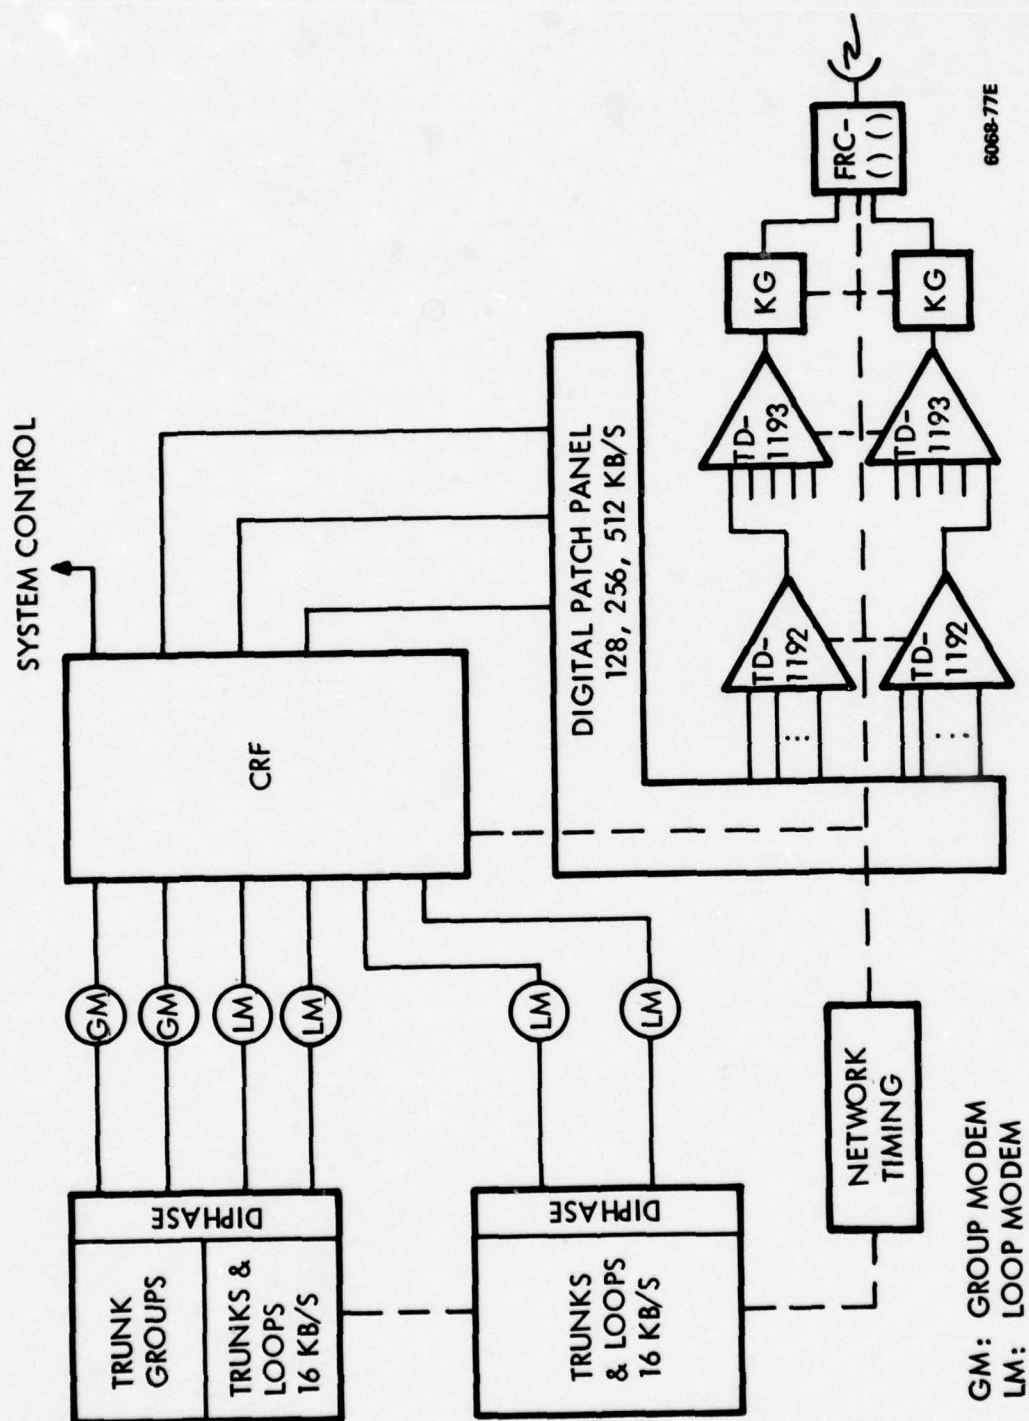 SYSTEM CONTROL
TRUNK
GROUPS
TRUNKS &
LOOPS
16 KB/S
DIPHASE
GM
GM
LM
LM
CRF
TRUNKS
& LOOPS
16 KB/S
DIPHASE
LM
LM
DIGITAL PATCH PANEL
128, 256, 512 KB/S
TD-
1192
TD-
1193
KG
TD-
1192
TD-
1193
KG
FRC-
( ) ( )
NETWORK
TIMING
GM: GROUP MODEM
LM: LOOP MODEM
6068-77E